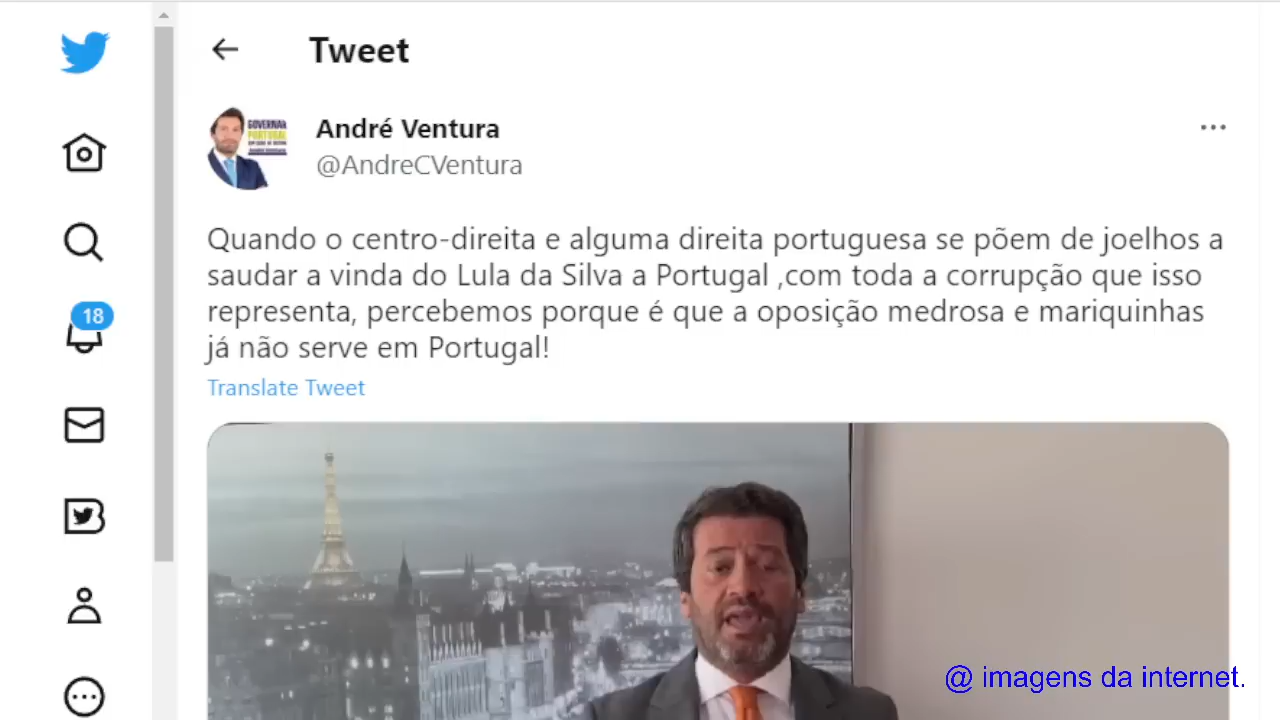 Tweet
GOVERNAR
PORTUGAL
André Ventura
@AndreCVentura
Quando o centro-direita e alguma direita portuguesa se põem de joelhos a
saudar a vinda do Lula da Silva a Portugal ,com toda a corrupção que isso
representa, percebemos porque é que a oposição medrosa e mariquinhas
já não serve em Portugal!
Translate Tweet
18
@ imagens da internet.